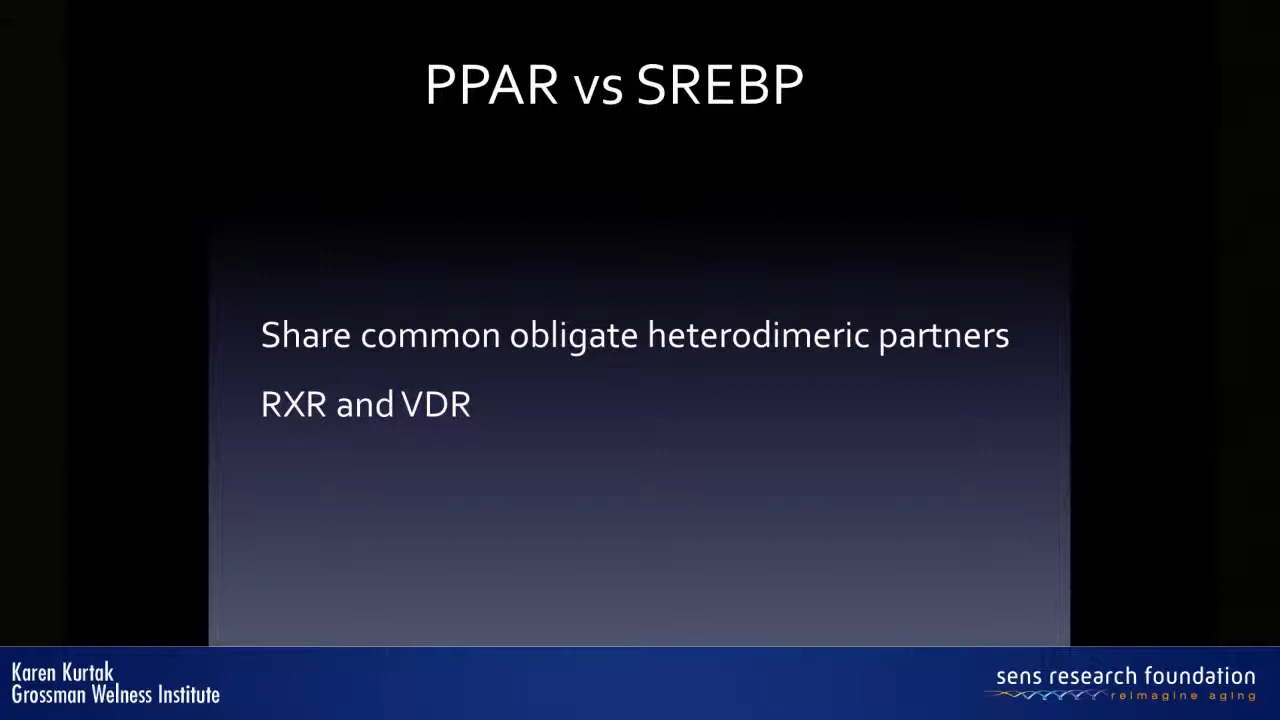 PPAR vs SREBP
Share common obligate heterodimeric partners
RXR and VDR
Karen Kurtak
Grossman Welness Institute
sens research foundation
reimagine aging